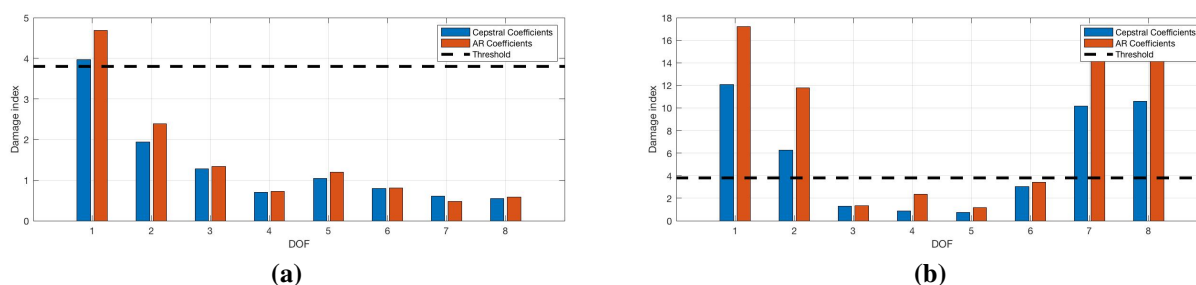 5
4
3
2
1
0
Damage index
1 2 3 4 5 6 7 8
DOF
Cepstral Coefficients
AR Coefficients
Threshold
(a)
18
16
14
12
10
8
6
4
2
0
Damage index
1 2 3 4 5 6 7 8
DOF
Cepstral Coefficients
AR Coefficients
Threshold
(b)